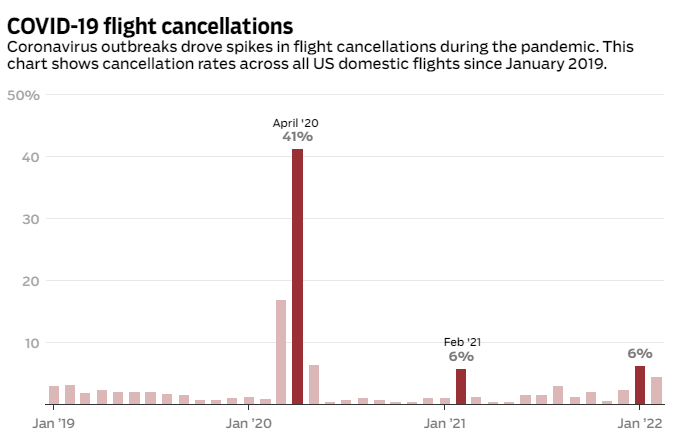 COVID-19 flight cancellations
Coronavirus outbreaks drove spikes in flight cancellations during the pandemic. This
chart shows cancellation rates across all US domestic flights since January 2019.
50%
April '20
41%
40
30
20
10
Feb '21
6%
6%
Jan '19
Jan '20
Jan '21
Jan '22